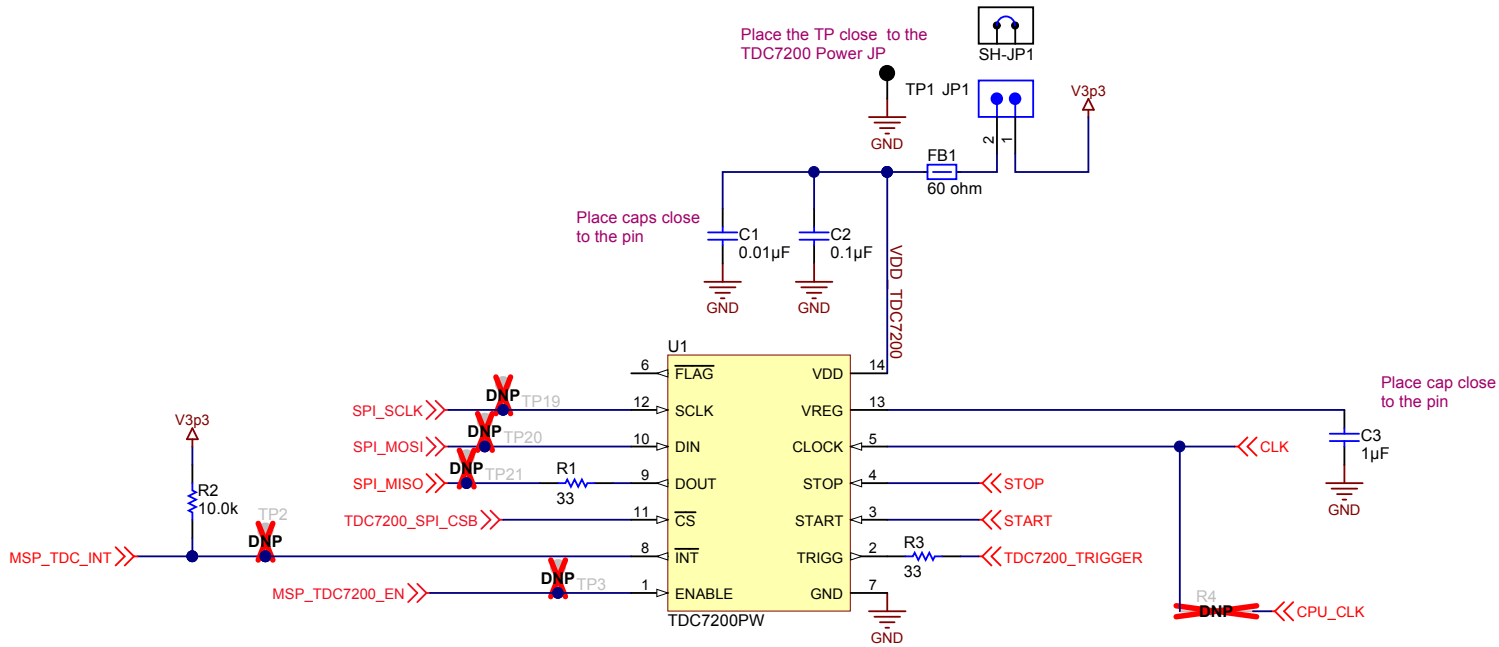 Place the TP close to the
TDC7200 Power JP
SH-JP1
TP1
JP1
V3p3
GND
2
1
FB1
60 ohm
Place caps close
to the pin
C1
0.01µF
C2
0.1µF
GND
GND
VDD_TDC7200
U1
6
FLAG
VDD
14
DNP
TP19
SPI_SCLK
12
SCLK
VREG
13
Place cap close
to the pin
V3p3
DNP
TP20
SPI_MOSI
10
DIN
CLOCK
5
CLK
C3
1µF
DNP
TP21
SPI_MISO
R1
33
9
DOUT
STOP
4
STOP
R2
10.0k
GND
TDC7200_SPI_CSB
11
CS
START
3
START
TP2
DNP
MSP_TDC_INT
8
INT
TRIGG
2
R3
33
TDC7200_TRIGGER
DNP
TP3
MSP_TDC7200_EN
1
ENABLE
GND
7
TDC7200PW
GND
R4
DNP
CPU_CLK